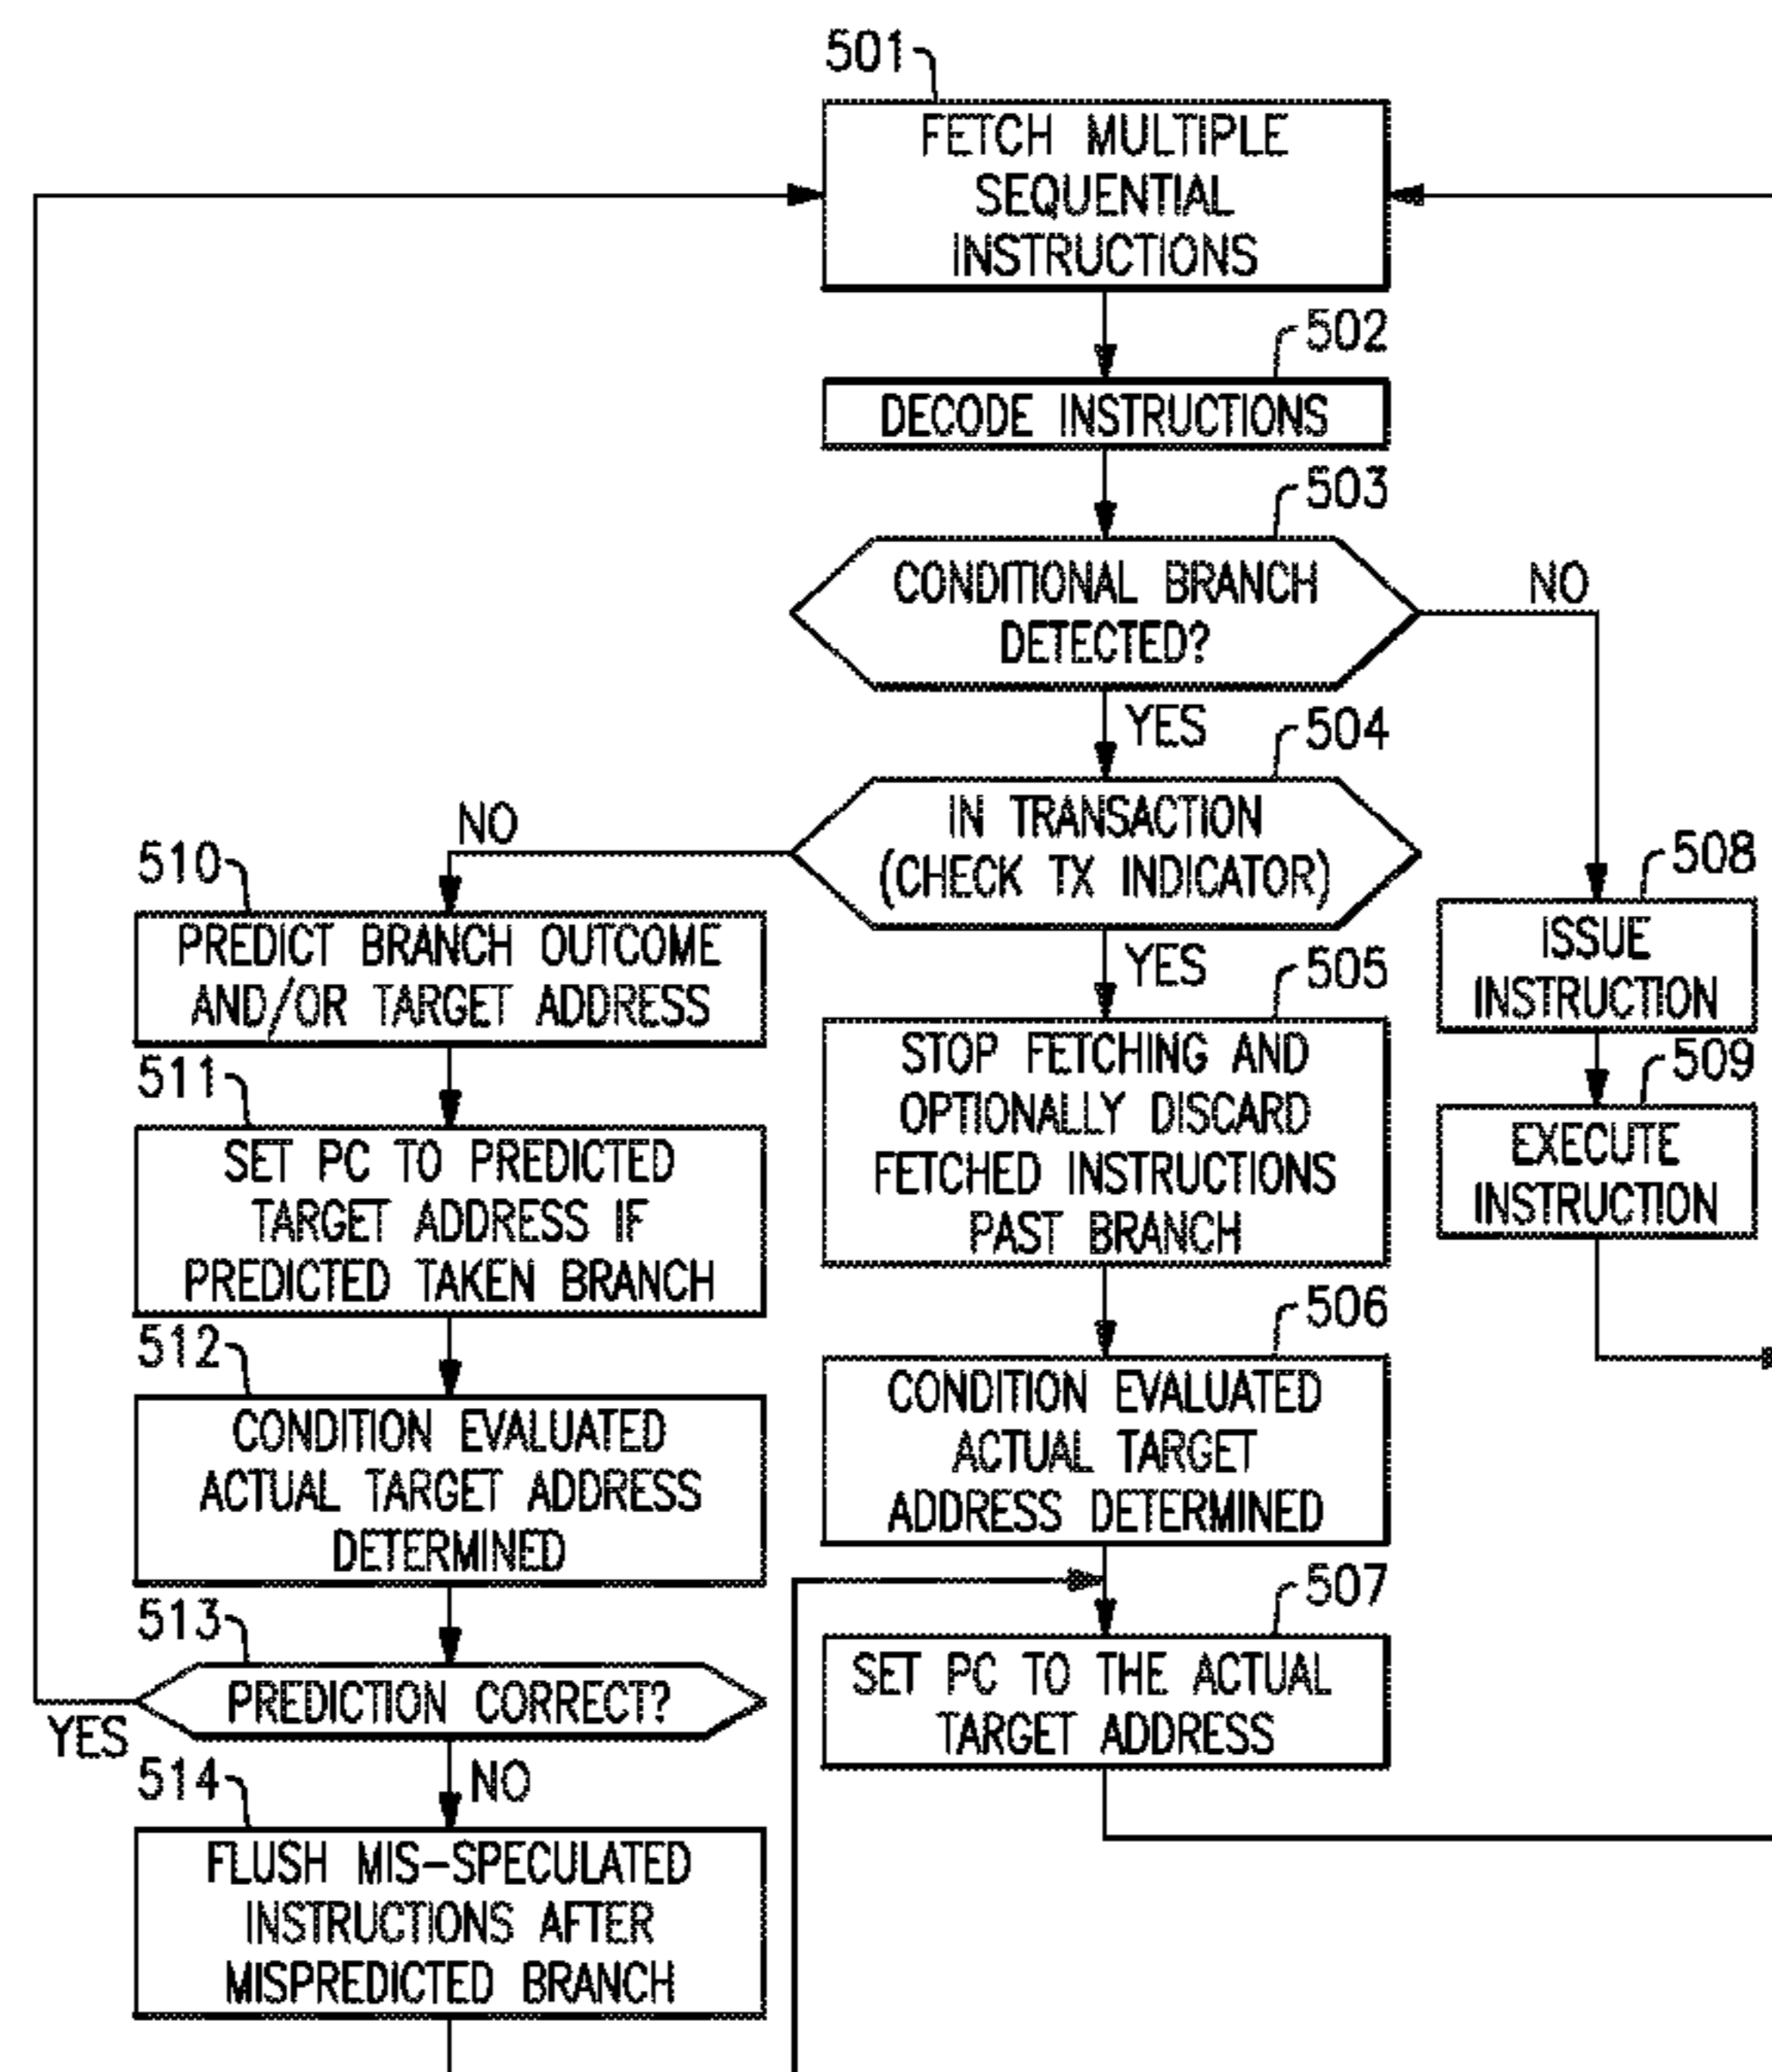 501
FETCH MULTIPLE
SEQUENTIAL
INSTRUCTIONS
502
DECODE INSTRUCTIONS
503
CONDITIONAL BRANCH
DETECTED?
NO
YES
504
IN TRANSACTION
(CHECK TX INDICATOR)
NO
YES
510
PREDICT BRANCH OUTCOME
AND/OR TARGET ADDRESS
511
SET PC TO PREDICTED
TARGET ADDRESS IF
PREDICTED TAKEN BRANCH
512
CONDITION EVALUATED
ACTUAL TARGET ADDRESS
DETERMINED
513
PREDICTION CORRECT?
YES
NO
514
FLUSH MIS-SPECULATED
INSTRUCTIONS AFTER
MISPREDICTED BRANCH
505
STOP FETCHING AND
OPTIONALLY DISCARD
FETCHED INSTRUCTIONS
PAST BRANCH
506
CONDITION EVALUATED
ACTUAL TARGET
ADDRESS DETERMINED
507
SET PC TO THE ACTUAL
TARGET ADDRESS
508
ISSUE
INSTRUCTION
509
EXECUTE
INSTRUCTION